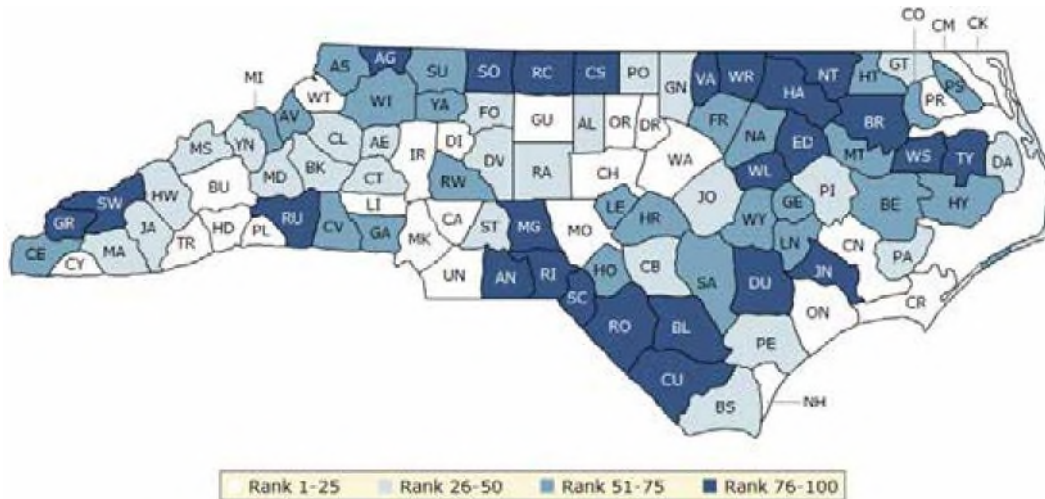 CO
CM
CK
AS
AG
SU
SO
RC
CS
PO
GN
VA
WR
NT
HT
GT
PS
MI
WT
WI
YA
HA
PR
AV
FO
GU
AL
OR
DR
FR
NA
BR
MS
YN
CL
AE
IR
DI
DV
ED
MT
WS
TY
DA
BK
MD
CT
RW
RA
CH
WA
WL
BU
LI
JO
PI
SW
HW
GR
JA
RU
CV
GA
CA
ST
MG
MO
LE
HR
WY
GE
BE
HY
CE
CY
MA
TR
HD
PL
MK
LN
CN
PA
UN
AN
RI
HO
CB
SA
DU
JN
SC
RO
BL
ON
CR
PE
CU
BS
NH
Rank 1-25 Rank 26-50 Rank 51-75 Rank 76-100